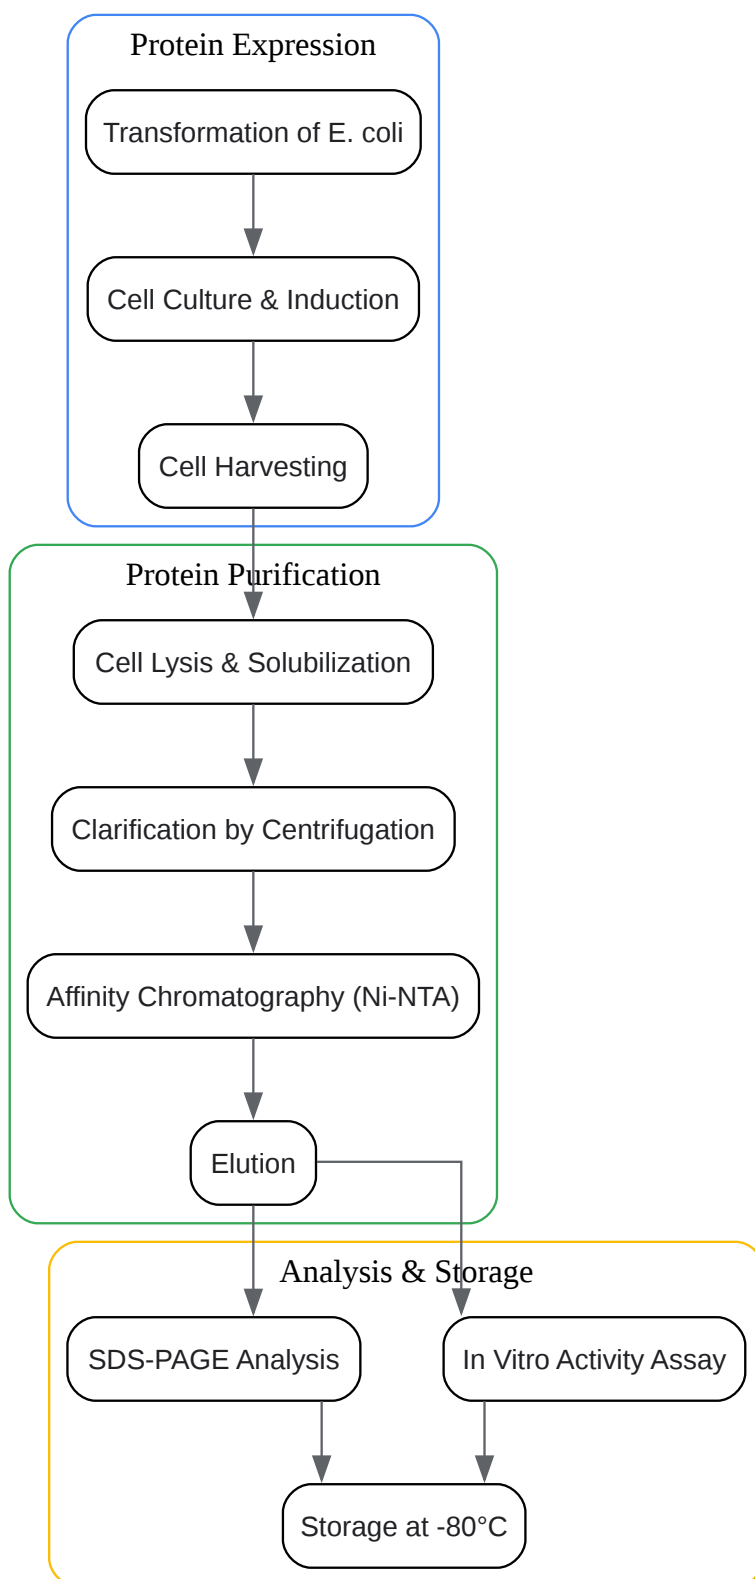 Protein Expression
Transformation of E. coli
Cell Culture & Induction
Cell Harvesting
Protein Purification
Cell Lysis & Solubilization
Clarification by Centrifugation
Affinity Chromatography (Ni-NTA)
Elution
Analysis & Storage
SDS-PAGE Analysis
In Vitro Activity Assay
Storage at -80°C